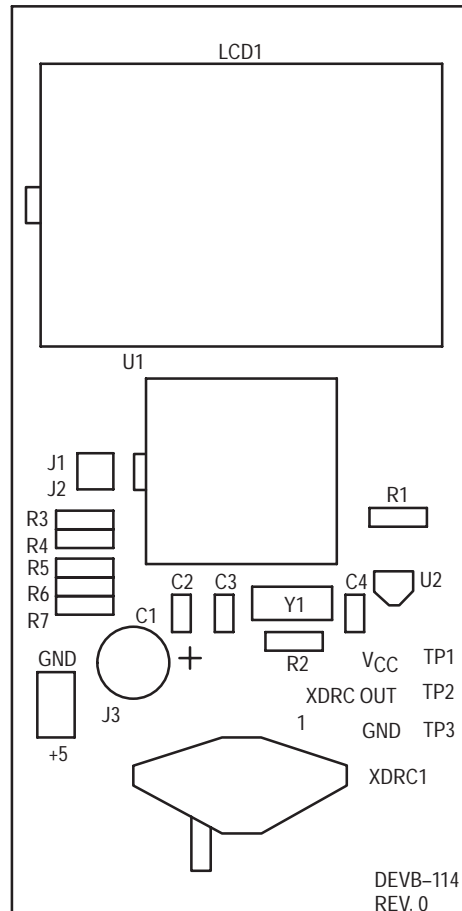 LCD1
U1
J1
J2
R1
R3
R4
R5
R6
R7
C2 C3 Y1 C4 U2
C1
R2
GND
VCC TP1
XDRC OUT TP2
J3
1
GND TP3
+5
XDRC1
DEVB–114
REV. 0